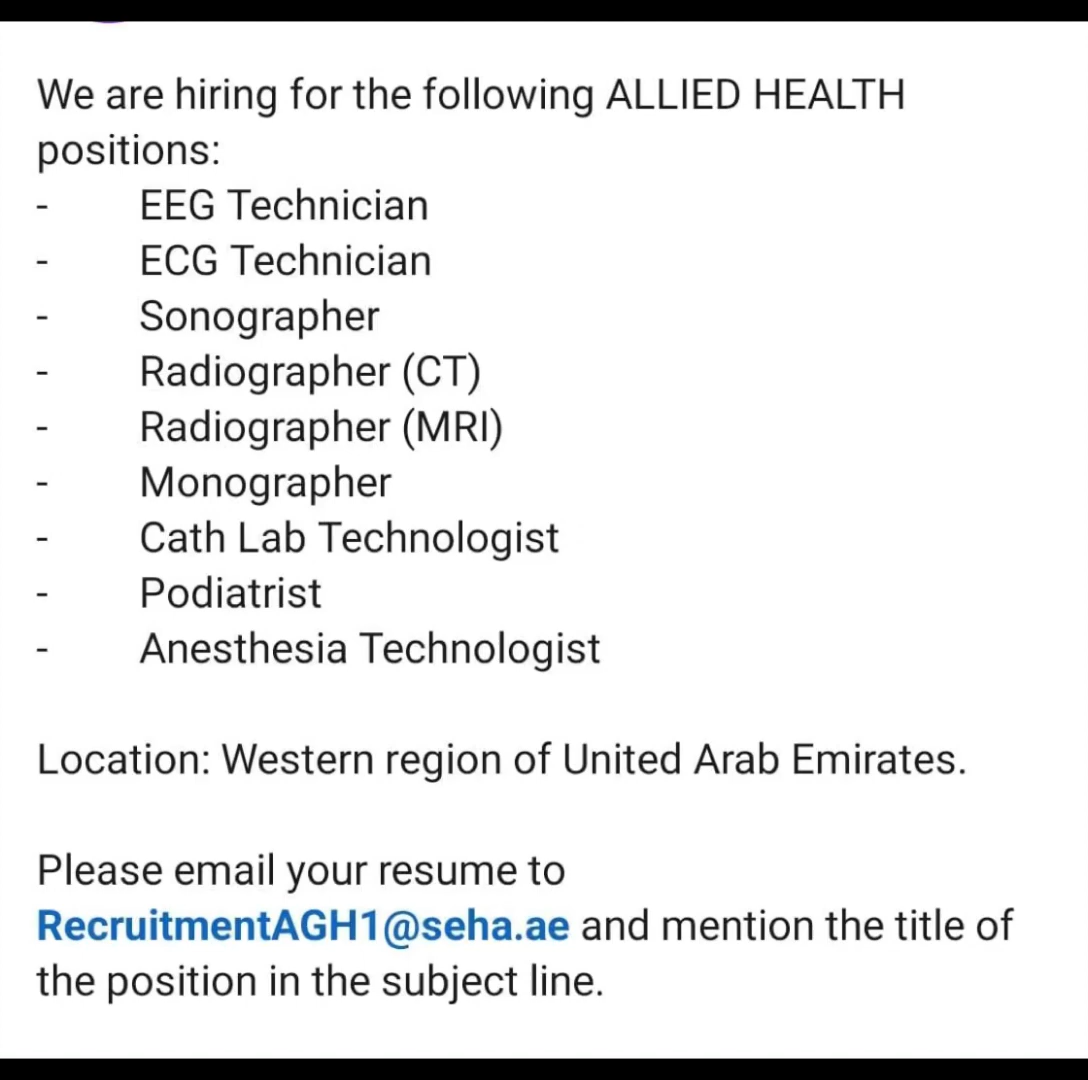 We are hiring for the following ALLIED HEALTH
positions:
- EEG Technician
- ECG Technician
- Sonographer
- Radiographer (CT)
- Radiographer (MRI)
- Monographer
- Cath Lab Technologist
- Podiatrist
- Anesthesia Technologist
Location: Western region of United Arab Emirates.
Please email your resume to
RecruitmentAGH1@seha.ae and mention the title of
the position in the subject line.